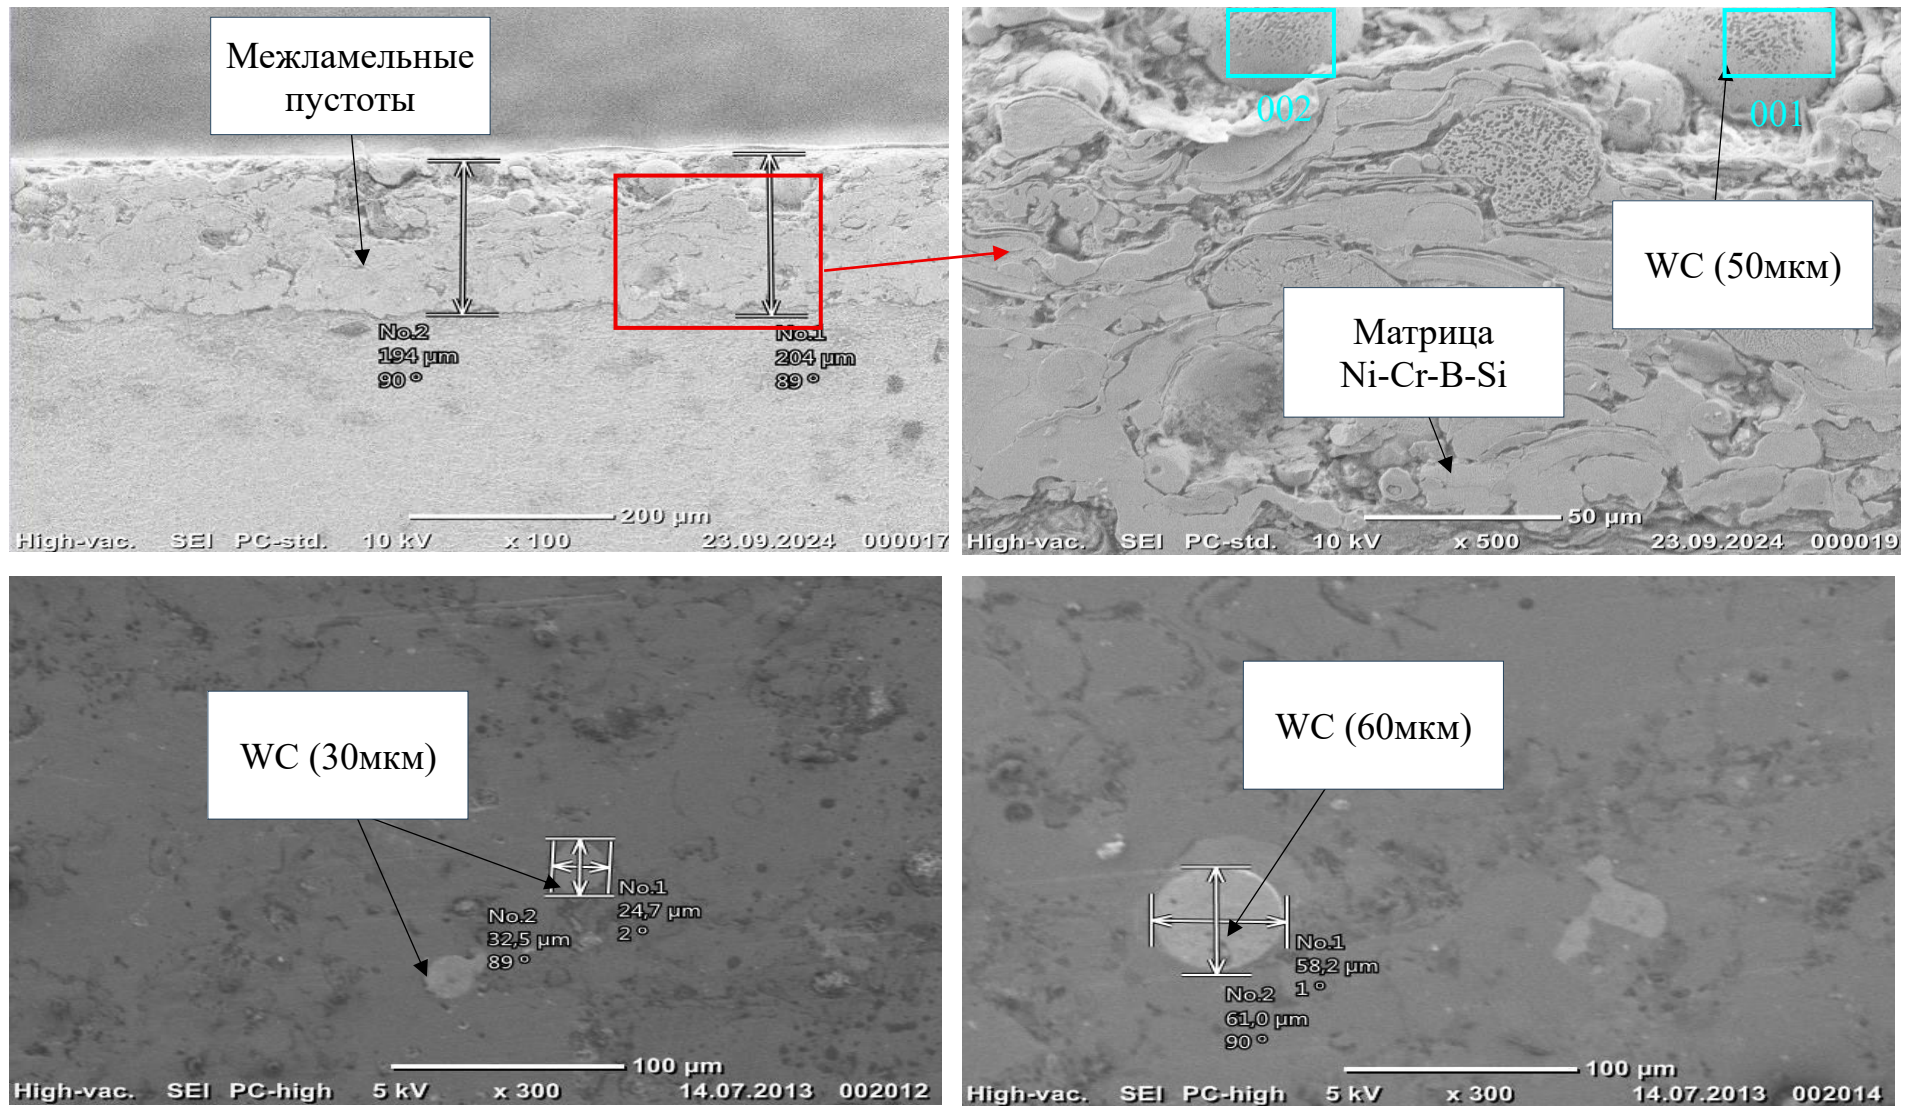 Межламельные
пустоты
No.2
194 µm
90 °
No.1
204 µm
89 °
200 µm
High-vac. SEI PC-std. 10 kV x 100 23.09.2024 000017
002
001
WC (50мкм)
Матрица
Ni-Cr-B-Si
50 µm
High-vac. SEI PC-std. 10 kV x 500 23.09.2024 000019
WC (30мкм)
No.1
24,7 µm
2 °
No.2
32,5 µm
89 °
100 µm
High-vac. SEI PC-high 5 kV x 300 14.07.2013 002012
WC (60мкм)
No.1
58,2 µm
1 °
No.2
61,0 µm
90 °
100 µm
High-vac. SEI PC-high 5 kV x 300 14.07.2013 002014